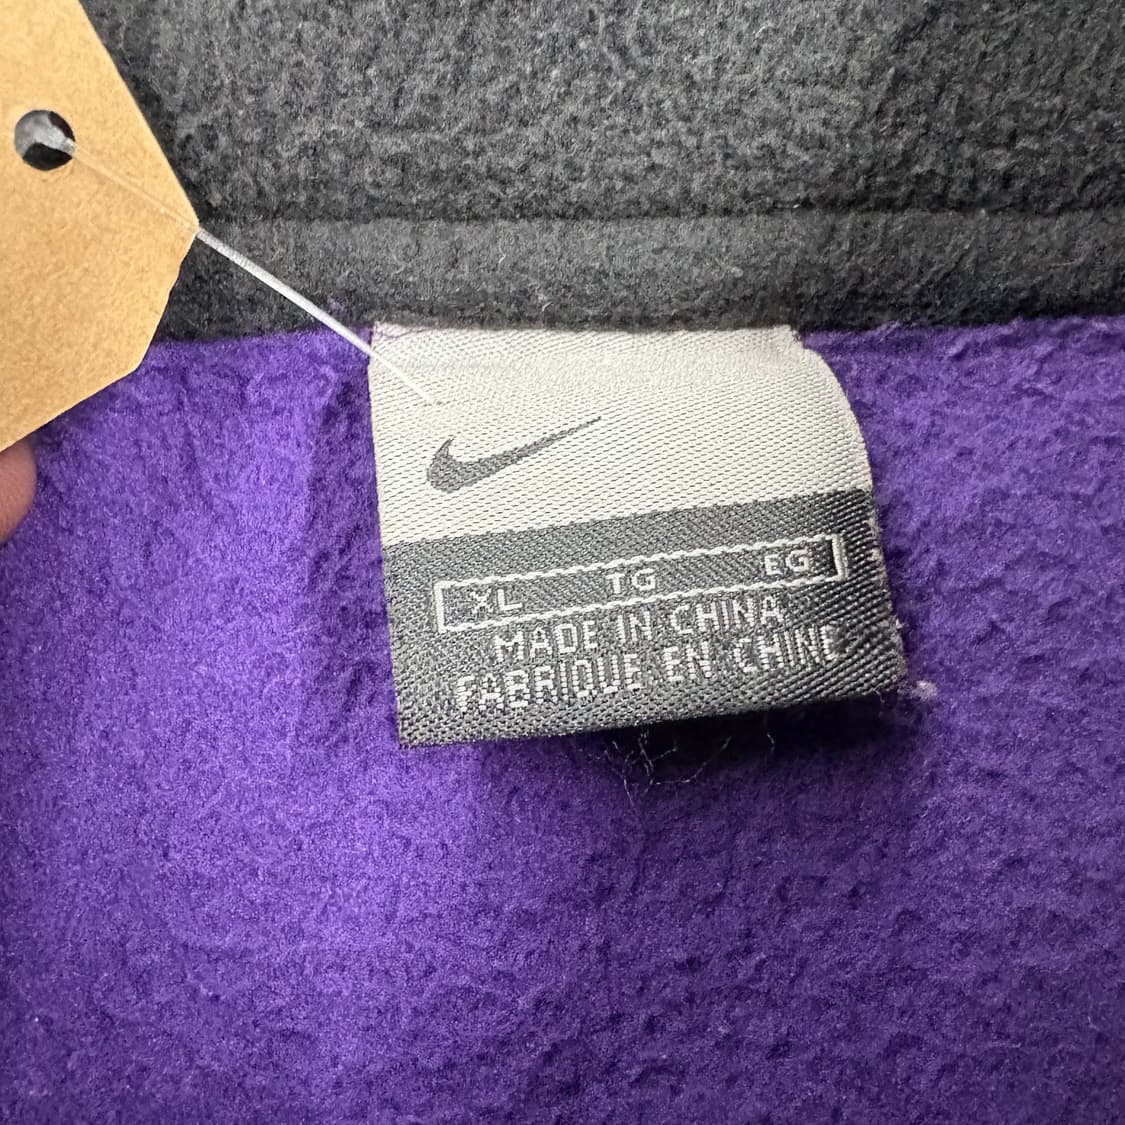 XL TG EG
MADE IN CHINA
FABRIQUE EN CHINE